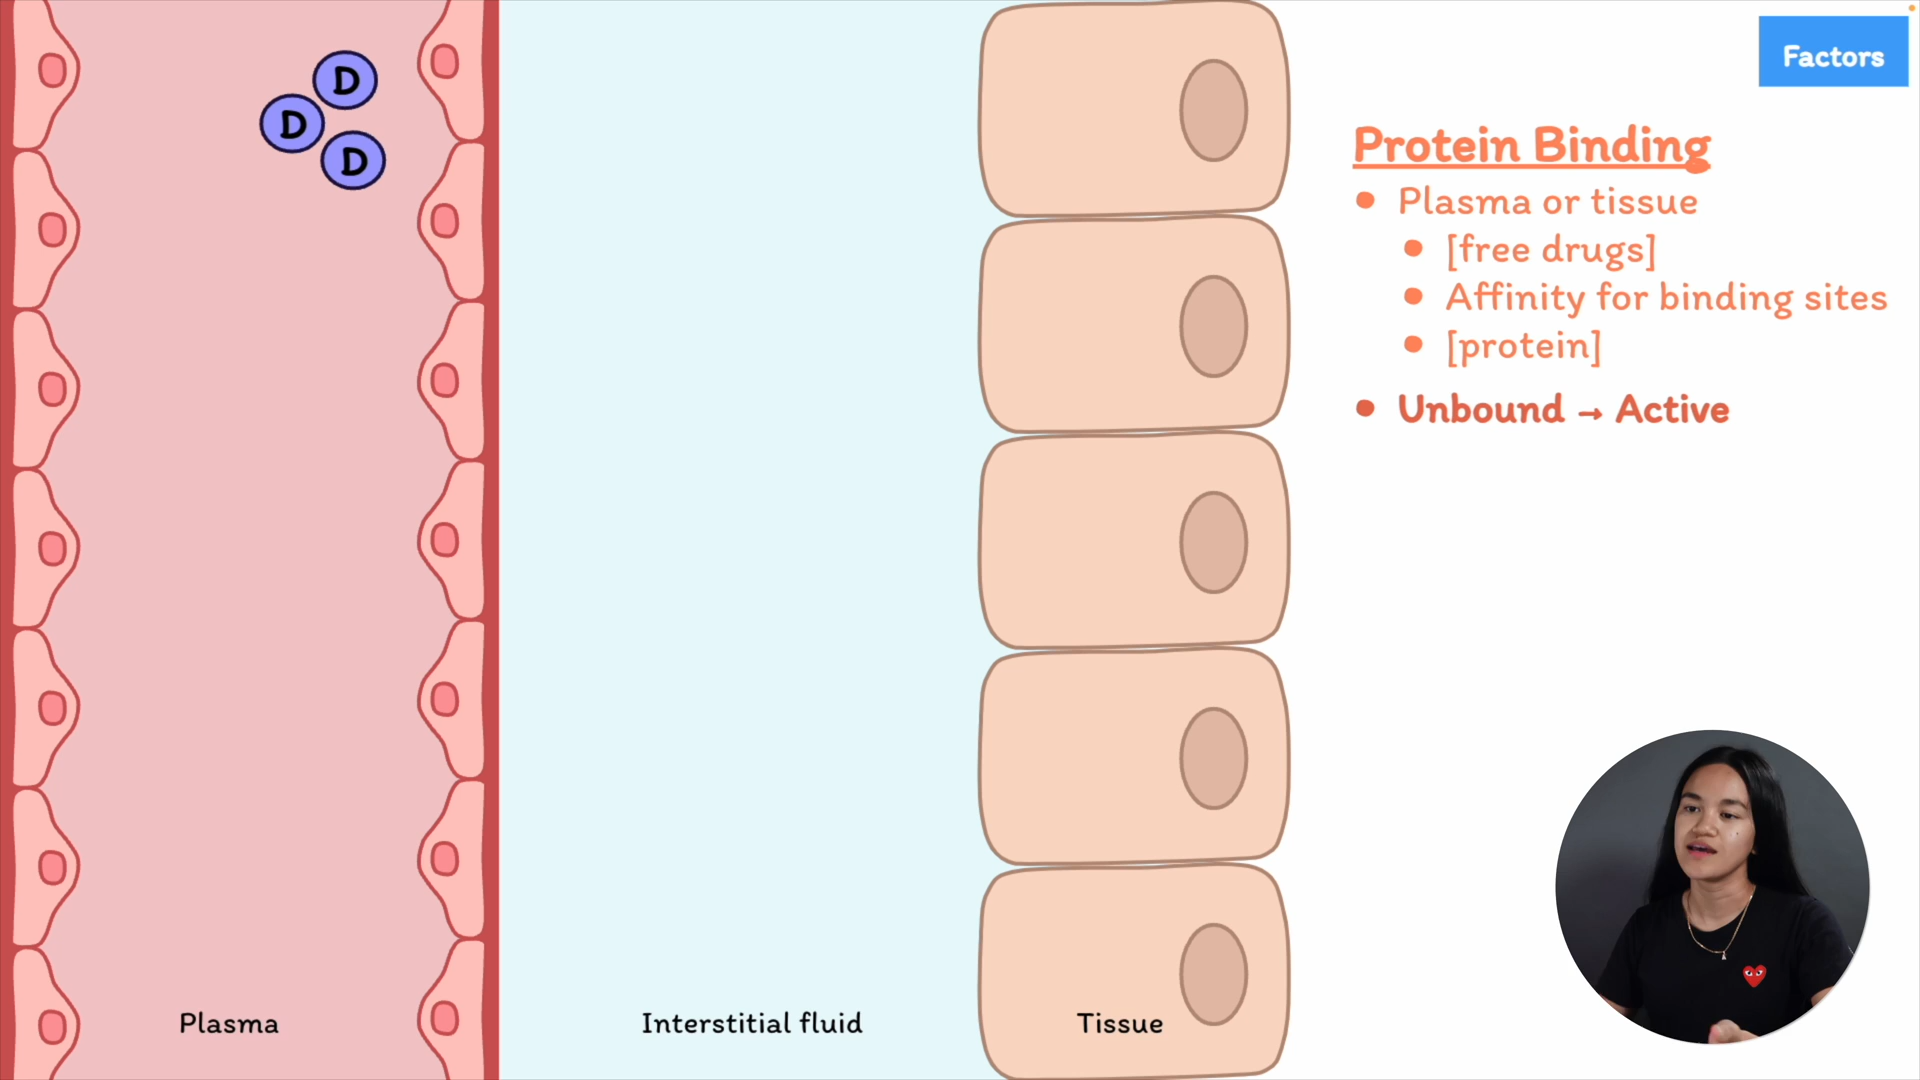 Factors
D
D
D
Protein Binding
Plasma or tissue
[free drugs]
Affinity for binding sites
[protein]
Unbound → Active
Plasma
Interstitial fluid
Tissue